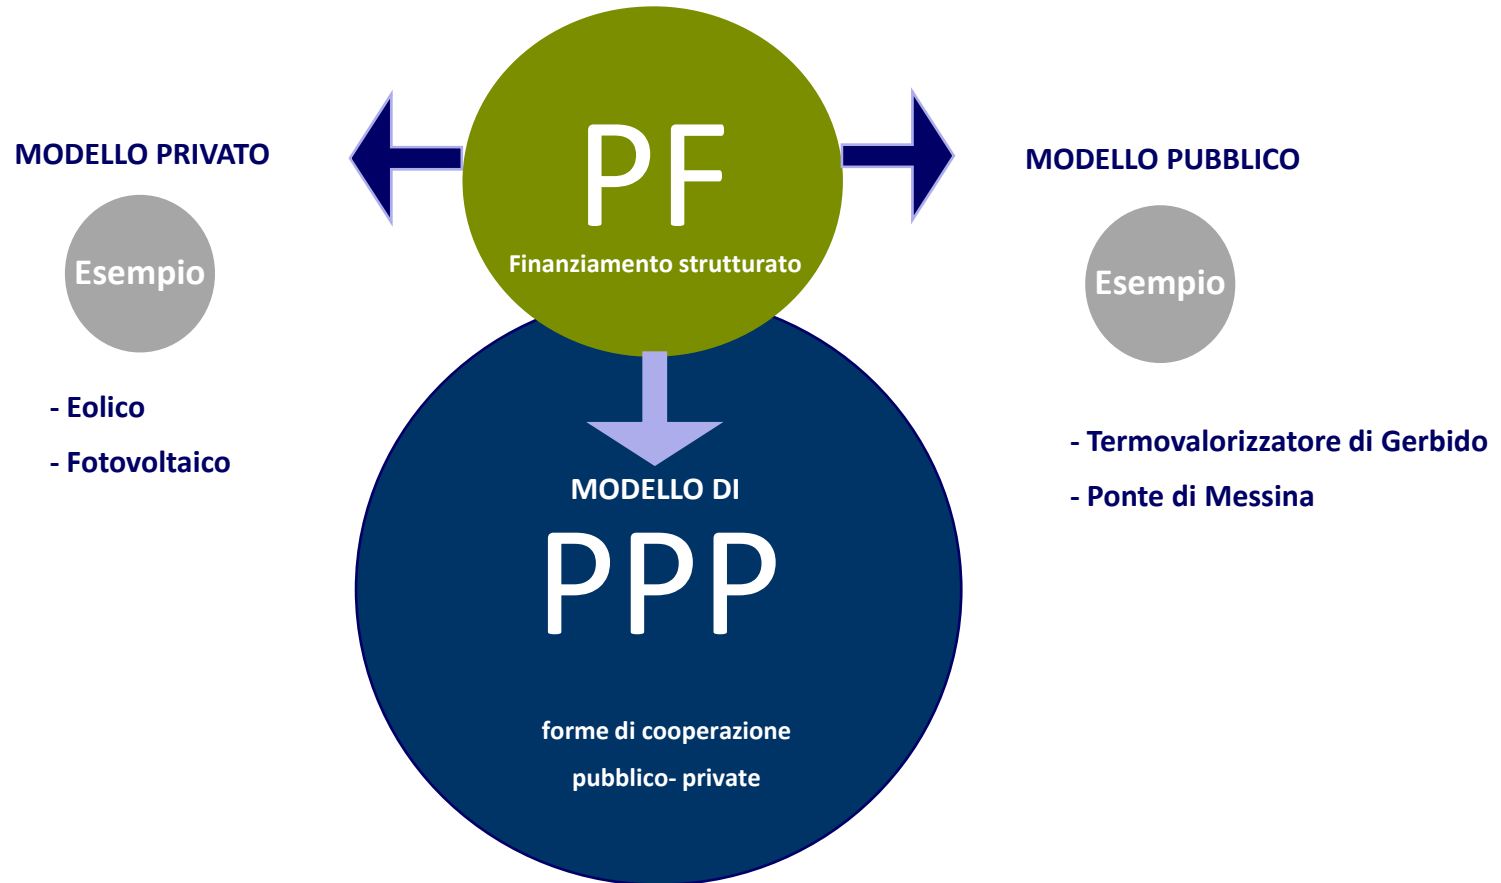 PF
Finanziamento strutturato
MODELLO PRIVATO
Esempio
- Eolico
- Fotovoltaico
MODELLO PUBBLICO
Esempio
- Termovalorizzatore di Gerbido
- Ponte di Messina
MODELLO DI
PPP
forme di cooperazione
pubblico- private